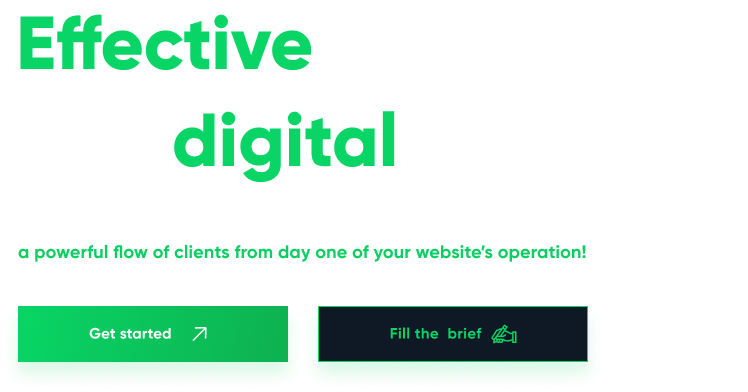 Effective
digital
a powerful flow of clients from day one of your website’s operation!
Get started
Fill the brief